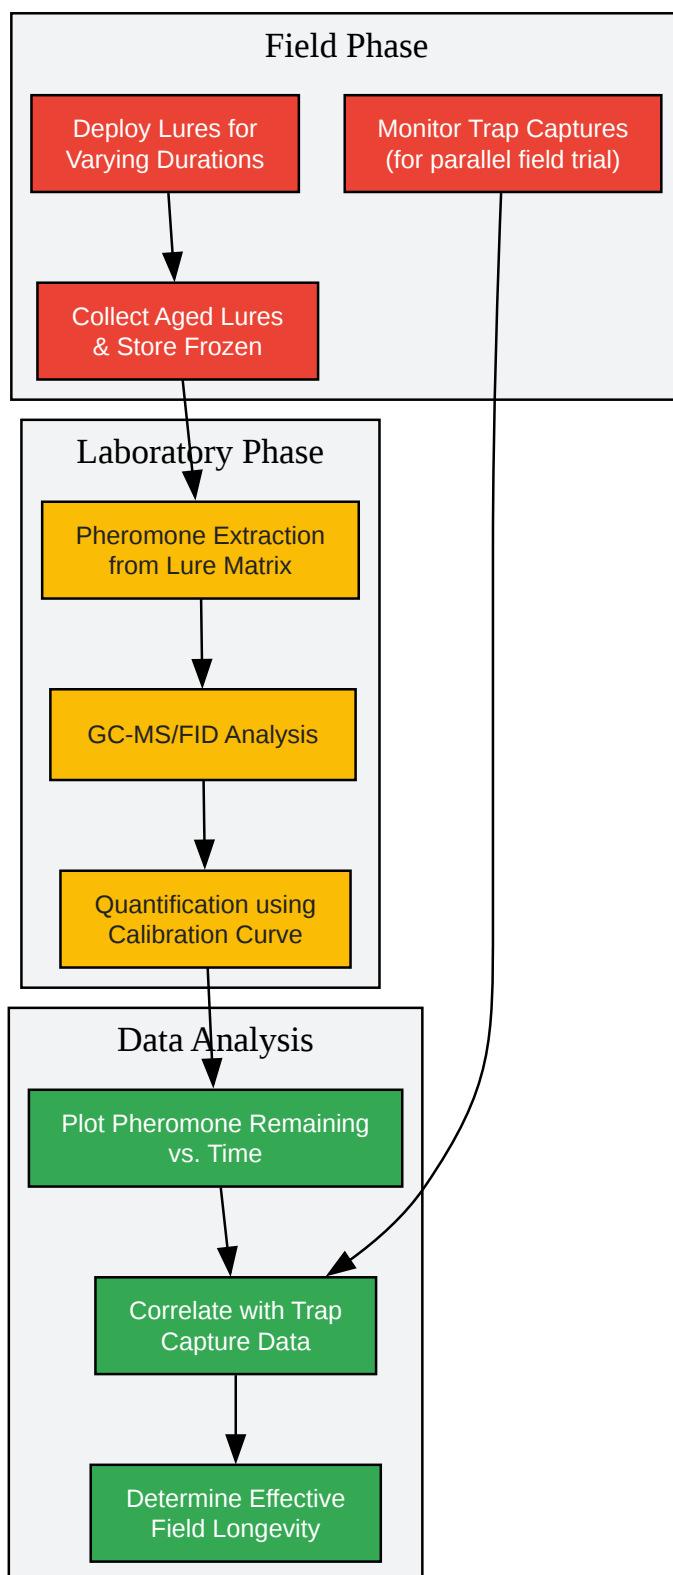 Field Phase
Deploy Lures for
Varying Durations
Monitor Trap Captures
(for parallel field trial)
Collect Aged Lures
& Store Frozen
Laboratory Phase
Pheromone Extraction
from Lure Matrix
GC-MS/FID Analysis
Quantification using
Calibration Curve
Data Analysis
Plot Pheromone Remaining
vs. Time
Correlate with Trap
Capture Data
Determine Effective
Field Longevity